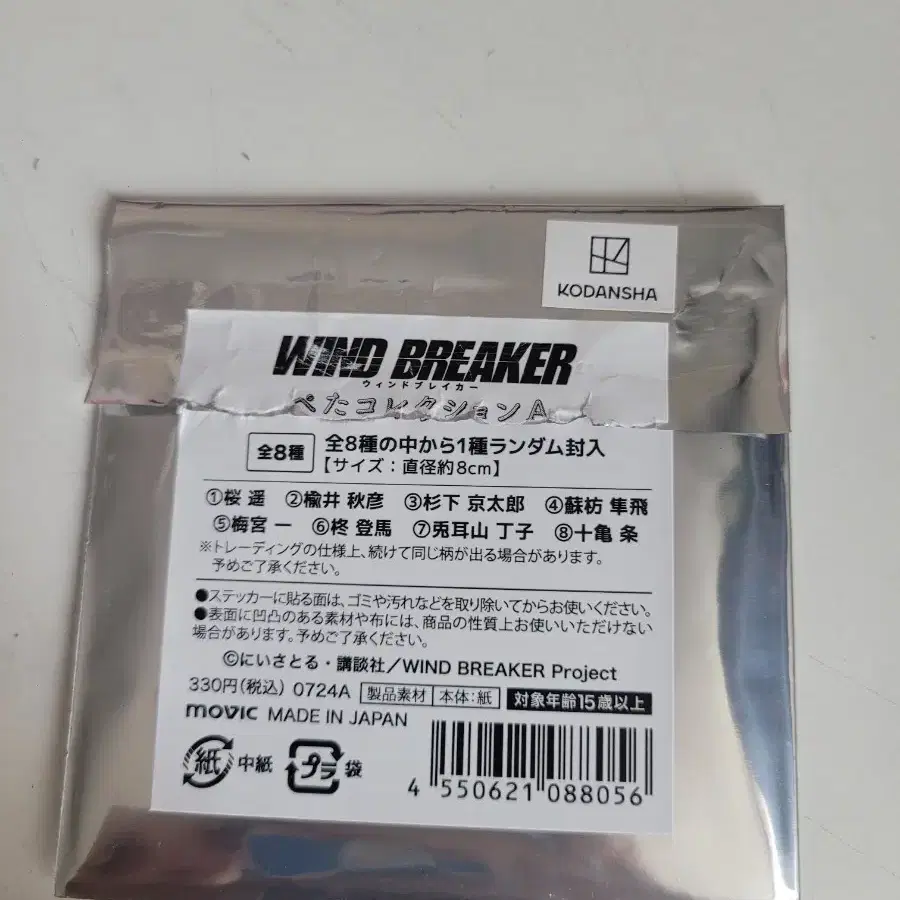 KODANSHA
WIND BREAKER
ウィンドブレイカー
ぺたコレクションA
全8種
全8種の中から1種ランダム封入
【サイズ：直径約8cm】
①桜 遥 ②楡井 秋彦 ③杉下 京太郎 ④蘇枋 隼飛
⑤梅宮 一 ⑥柊 登馬 ⑦兎耳山 丁子 ⑧十亀 条
※トレーディングの仕様上、続けて同じ柄が出る場合があります。
予めご了承ください。
●ステッカーに貼る面は、ゴミや汚れなどを取り除いてからお使いください。
●表面に凹凸のある素材や布には、商品の性質上お使いいただけない
場合があります。予めご了承ください。
©にいさとる・講談社／WIND BREAKER Project
330円(税込) 0724A 製品素材 本体:紙 対象年齢15歳以上
movic MADE IN JAPAN
紙 中紙 プラ 袋
4 550621 088056